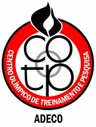 CENTRO OLÍMPICO DE TREINAMENTO E PESQUISA
cotp
ADECO